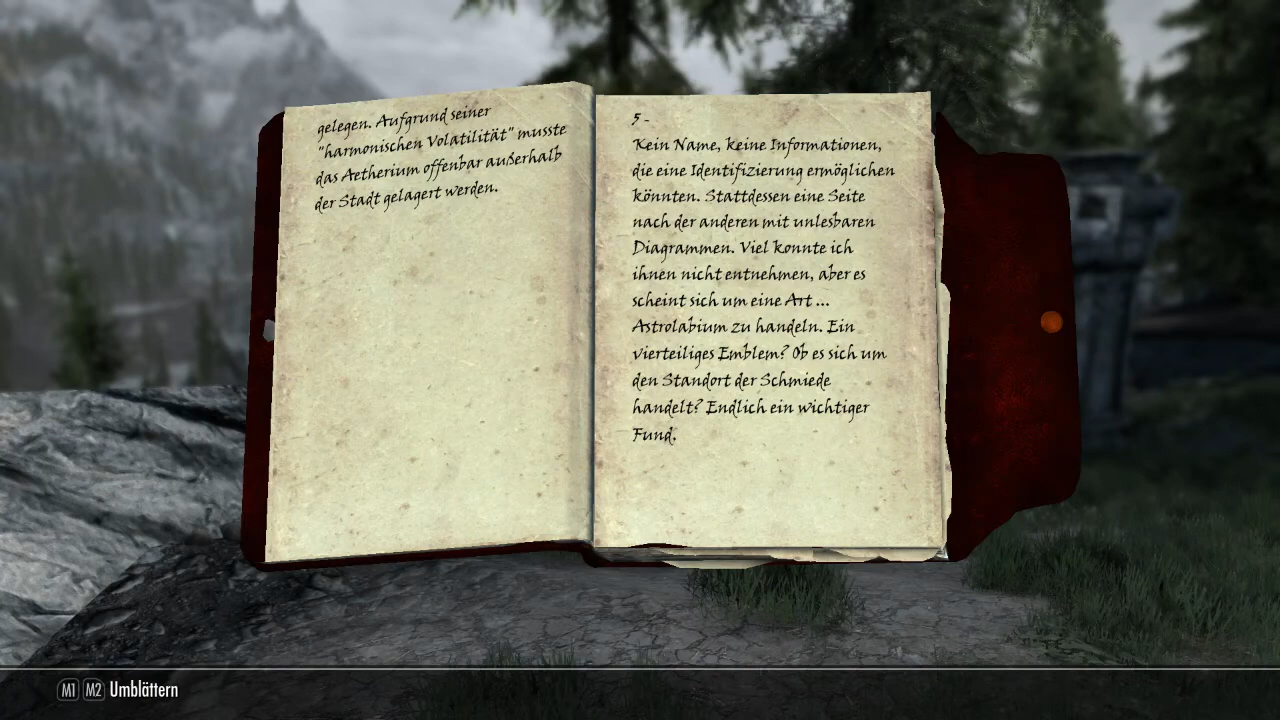 gelegen. Aufgrund seiner
"harmonischen Volatilität" musste
das Aetherium offenbar außerhalb
der Stadt gelagert werden.
5 -
Kein Name, keine Informationen,
die eine Identifizierung ermöglichen
könnten. Stattdessen eine Seite
nach der anderen mit unlesbaren
Diagrammen. Viel konnte ich
ihnen nicht entnehmen, aber es
scheint sich um eine Art ...
Astrolabium zu handeln. Ein
vierteiliges Emblem? Ob es sich um
den Standort der Schmiede
handelt? Endlich ein wichtiger
Fund.
M1 M2 Umblättern